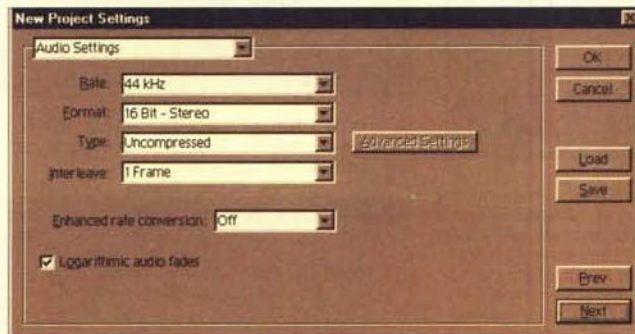 New Project Settings
Audio Settings
OK
Cancel
Rate: 44 kHz
Format: 16 Bit - Stereo
Type: Uncompressed
Advanced Settings
Interleave: 1 Frame
Load
Save
Enhanced rate conversion: Off
Logarithmic audio fades
Prev
Next